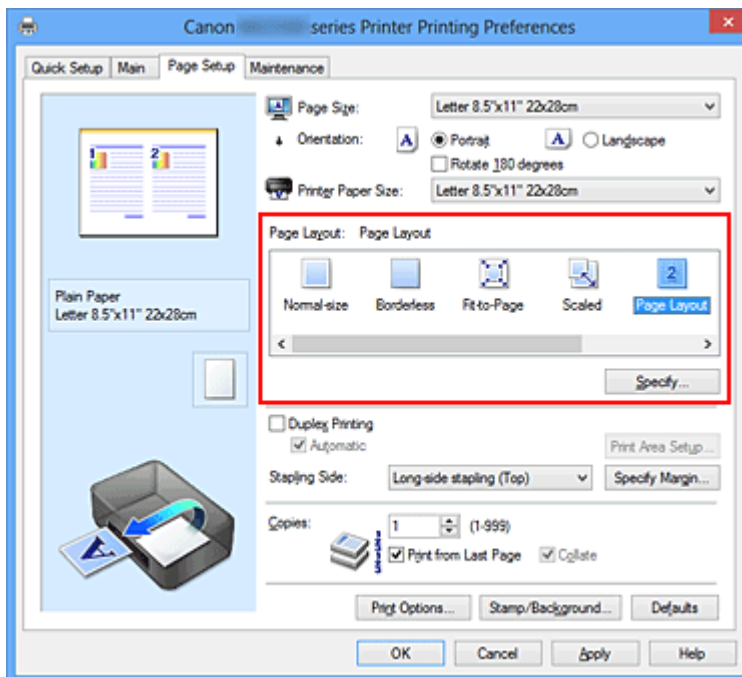 Canon series Printer Printing Preferences
Quick Setup Main Page Setup Maintenance
1 2
Page Size: Letter 8.5"x11" 22x28cm
Orientation: A Portrait A Landscape
Rotate 180 degrees
Printer Paper Size: Letter 8.5"x11" 22x28cm
Page Layout: Page Layout
2
Normal-size Borderless Fit-to-Page Scaled Page Layout
Plain Paper
Letter 8.5"x11" 22x28cm
Specify...
Duplex Printing
Automatic Print Area Setup...
Stapling Side: Long-side stapling (Top) Specify Margin...
Copies: 1 (1-999)
Print from Last Page Collate
A
Print Options... Stamp/Background... Defaults
OK Cancel Apply Help